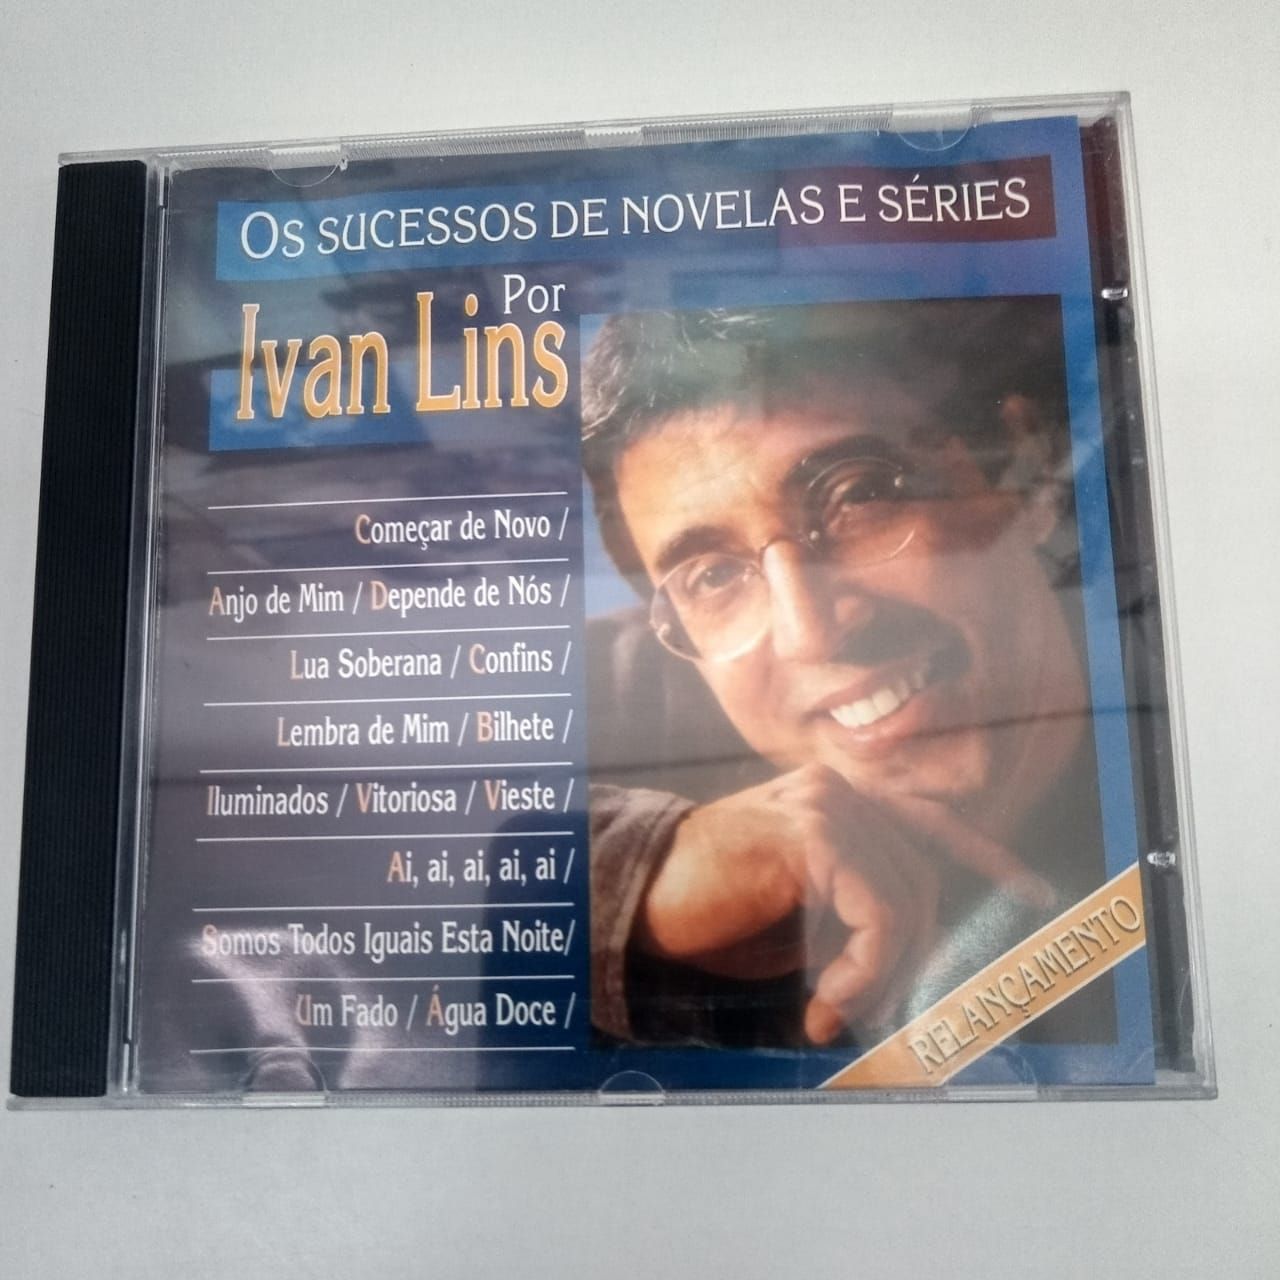 OS SUCESSOS DE NOVELAS E SÉRIES
Por
Ivan Lins
Começar de Novo /
Anjo de Mim / Depende de Nós /
Lua Soberana / Confins /
Lembra de Mim / Bilhete /
Iluminados / Vitoriosa / Vieste /
Ai, ai, ai, ai, ai /
Somos Todos Iguais Esta Noite/
Um Fado / Água Doce /
RELANÇAMENTO